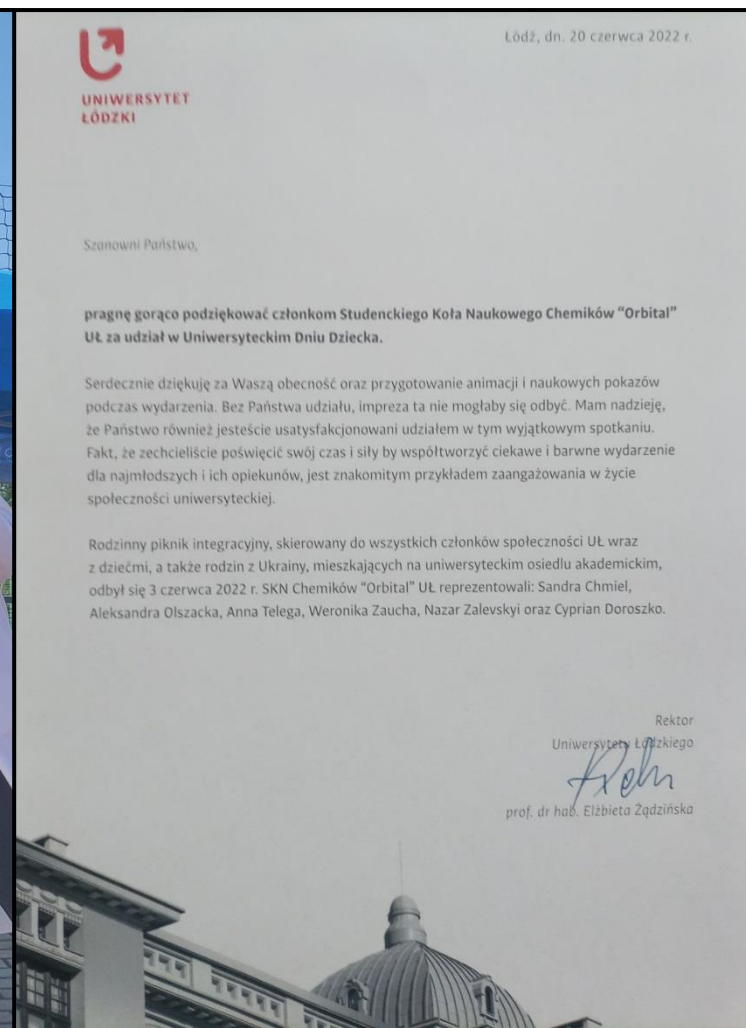 Łódź, dn. 20 czerwca 2022 r.
UNIWERSYTET
ŁÓDZKI
Szanowni Państwo,
pragnę gorąco podziękować członkom Studenckiego Koła Naukowego Chemików “Orbital”
UŁ za udział w Uniwersyteckim Dniu Dziecka.
Serdecznie dziękuję za Waszą obecność oraz przygotowanie animacji i naukowych pokazów
podczas wydarzenia. Bez Państwa udziału, impreza ta nie mogłaby się odbyć. Mam nadzieję,
że Państwo również jesteście usatysfakcjonowani udziałem w tym wyjątkowym spotkaniu.
Fakt, że zechcieliście poświęcić swój czas i siły by współtworzyć ciekawe i barwne wydarzenie
dla najmłodszych i ich opiekunów, jest znakomitym przykładem zaangażowania w życie
społeczności uniwersyteckiej.
Rodzinny piknik integracyjny, skierowany do wszystkich członków społeczności UŁ wraz
z dziećmi, a także rodzin z Ukrainy, mieszkających na uniwersyteckim osiedlu akademickim,
odbył się 3 czerwca 2022 r. SKN Chemików “Orbital” UŁ reprezentowali: Sandra Chmiel,
Aleksandra Olszacka, Anna Telega, Weronika Zaucha, Nazar Zalevskyi oraz Cyprian Doroszko.
Rektor
Uniwersytetu Łódzkiego
prof. dr hab. Elżbieta Żądzińska